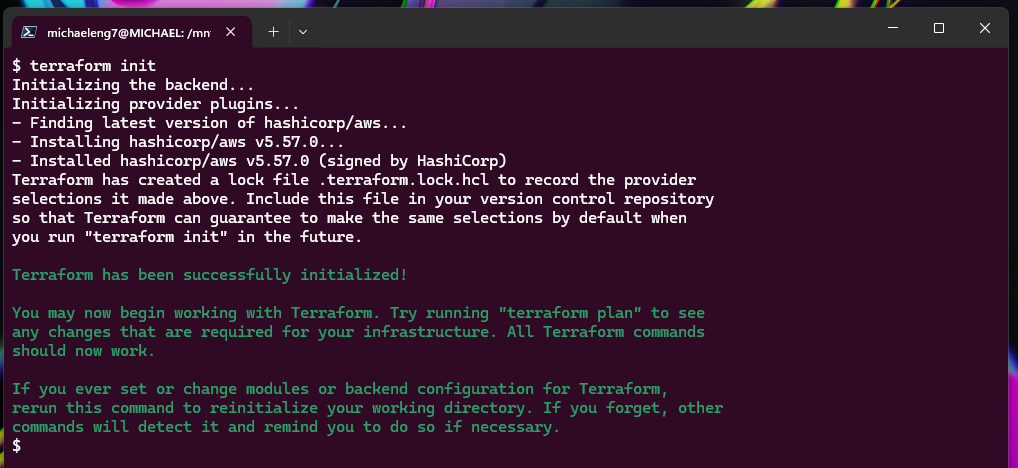 michaeleng7@MICHAEL: /mn
$ terraform init
Initializing the backend...
Initializing provider plugins...
- Finding latest version of hashicorp/aws...
- Installing hashicorp/aws v5.57.0...
- Installed hashicorp/aws v5.57.0 (signed by HashiCorp)
Terraform has created a lock file .terraform.lock.hcl to record the provider
selections it made above. Include this file in your version control repository
so that Terraform can guarantee to make the same selections by default when
you run "terraform init" in the future.
Terraform has been successfully initialized!
You may now begin working with Terraform. Try running "terraform plan" to see
any changes that are required for your infrastructure. All Terraform commands
should now work.
If you ever set or change modules or backend configuration for Terraform,
rerun this command to reinitialize your working directory. If you forget, other
commands will detect it and remind you to do so if necessary.
$